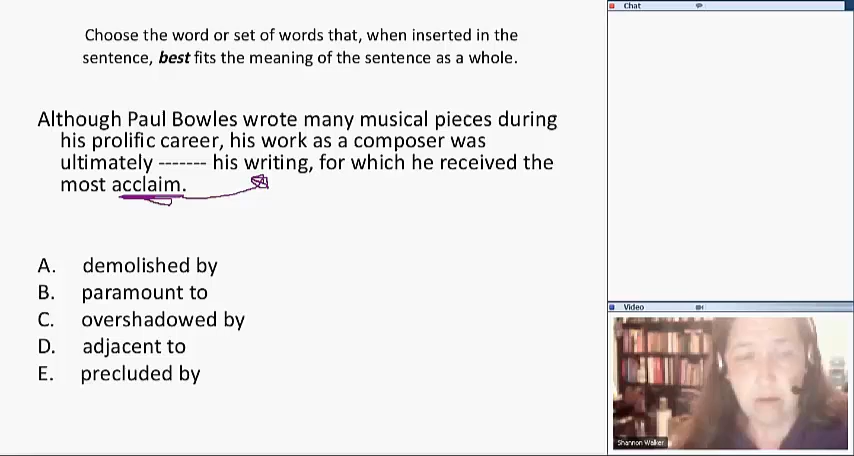 Choose the word or set of words that, when inserted in the
sentence, best fits the meaning of the sentence as a whole.
Although Paul Bowles wrote many musical pieces during
his prolific career, his work as a composer was
ultimately ------- his writing, for which he received the
most acclaim.
A. demolished by
B. paramount to
C. overshadowed by
D. adjacent to
E. precluded by
Chat
Video
Shannon Walker